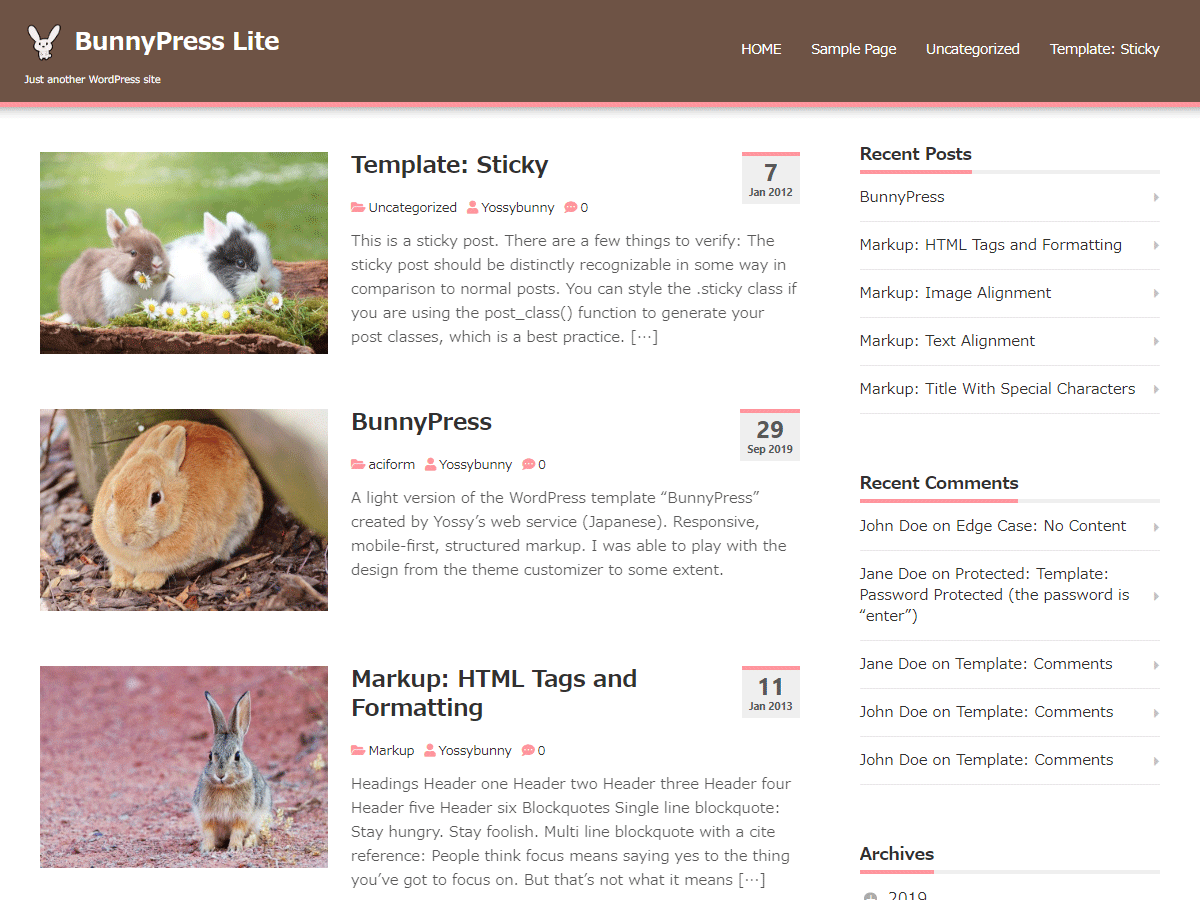 BunnyPress Lite
Just another WordPress site
HOME Sample Page Uncategorized Template: Sticky
Template: Sticky
7
Jan 2012
Uncategorized Yossybunny 0
This is a sticky post. There are a few things to verify: The
sticky post should be distinctly recognizable in some way in
comparison to normal posts. You can style the .sticky class if
you are using the post_class() function to generate your
post classes, which is a best practice. […]
BunnyPress
29
Sep 2019
aciform Yossybunny 0
A light version of the WordPress template “BunnyPress”
created by Yossy’s web service (Japanese). Responsive,
mobile-first, structured markup. I was able to play with the
design from the theme customizer to some extent.
Markup: HTML Tags and
Formatting
11
Jan 2013
Markup Yossybunny 0
Headings Header one Header two Header three Header four
Header five Header six Blockquotes Single line blockquote:
Stay hungry. Stay foolish. Multi line blockquote with a cite
reference: People think focus means saying yes to the thing
you’ve got to focus on. But that’s not what it means […]
Recent Posts
BunnyPress
Markup: HTML Tags and Formatting
Markup: Image Alignment
Markup: Text Alignment
Markup: Title With Special Characters
Recent Comments
John Doe on Edge Case: No Content
Jane Doe on Protected: Template:
Password Protected (the password is
“enter”)
Jane Doe on Template: Comments
John Doe on Template: Comments
John Doe on Template: Comments
Archives
2019